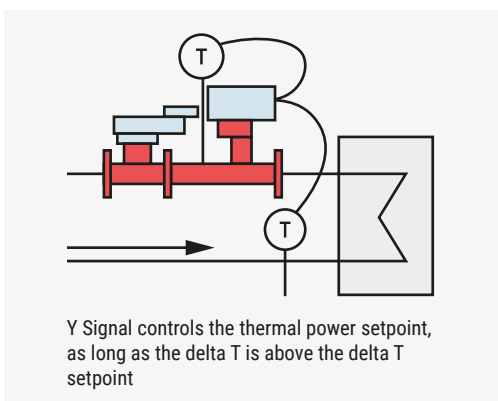 T
T
Y Signal controls the thermal power setpoint,
as long as the delta T is above the delta T
setpoint